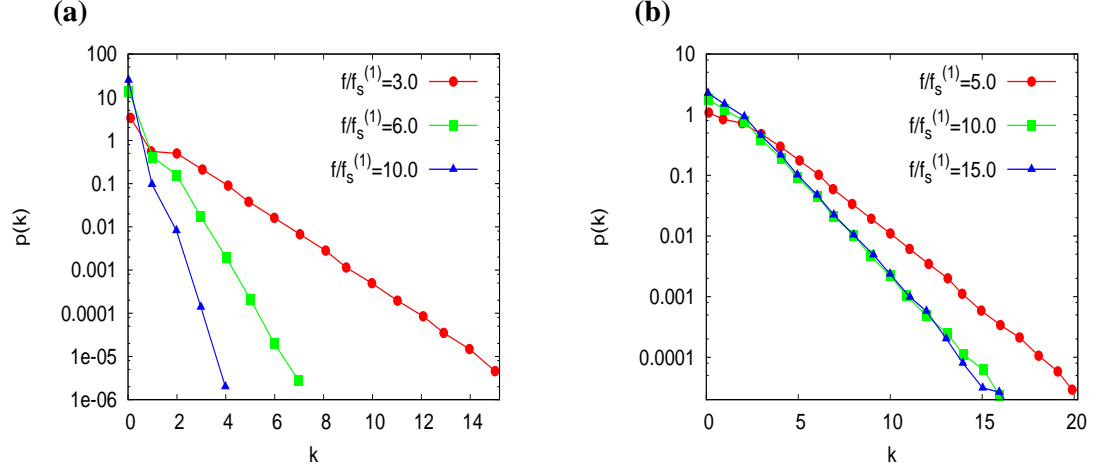 (a)
100
10
1
0.1
0.01
0.001
0.0001
1e-05
1e-06
p(k)
0 2 4 6 8 10 12 14
k
f/fs(1)=3.0
f/fs(1)=6.0
f/fs(1)=10.0
(b)
10
1
0.1
0.01
0.001
0.0001
p(k)
0 5 10 15 20
k
f/fs(1)=5.0
f/fs(1)=10.0
f/fs(1)=15.0